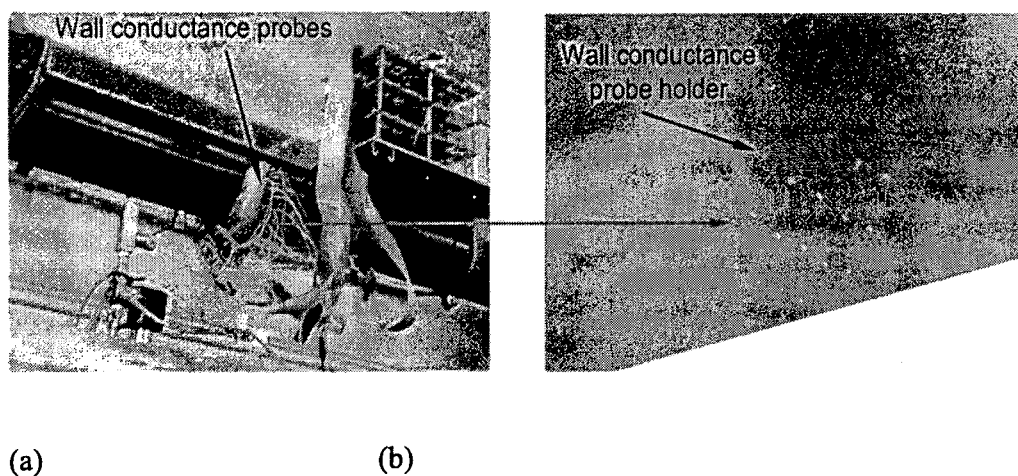 Wall conductance probes
Wall conductance
probe holder
(a)
(b)